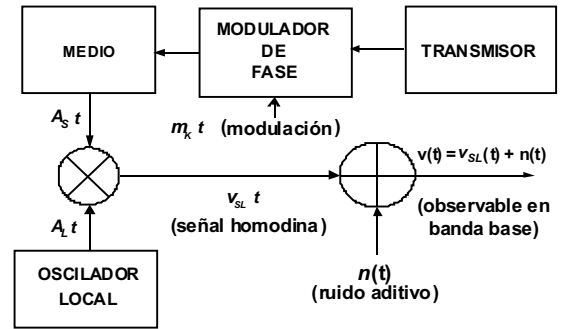 MEDIO
MODULADOR
DE
FASE
TRANSMISOR
A_S t
m_K t (modulación)
v(t) = v_SL(t) + n(t)
v_SL t
(señal homodina)
(observable en
banda base)
A_L t
OSCILADOR
LOCAL
n(t)
(ruido aditivo)